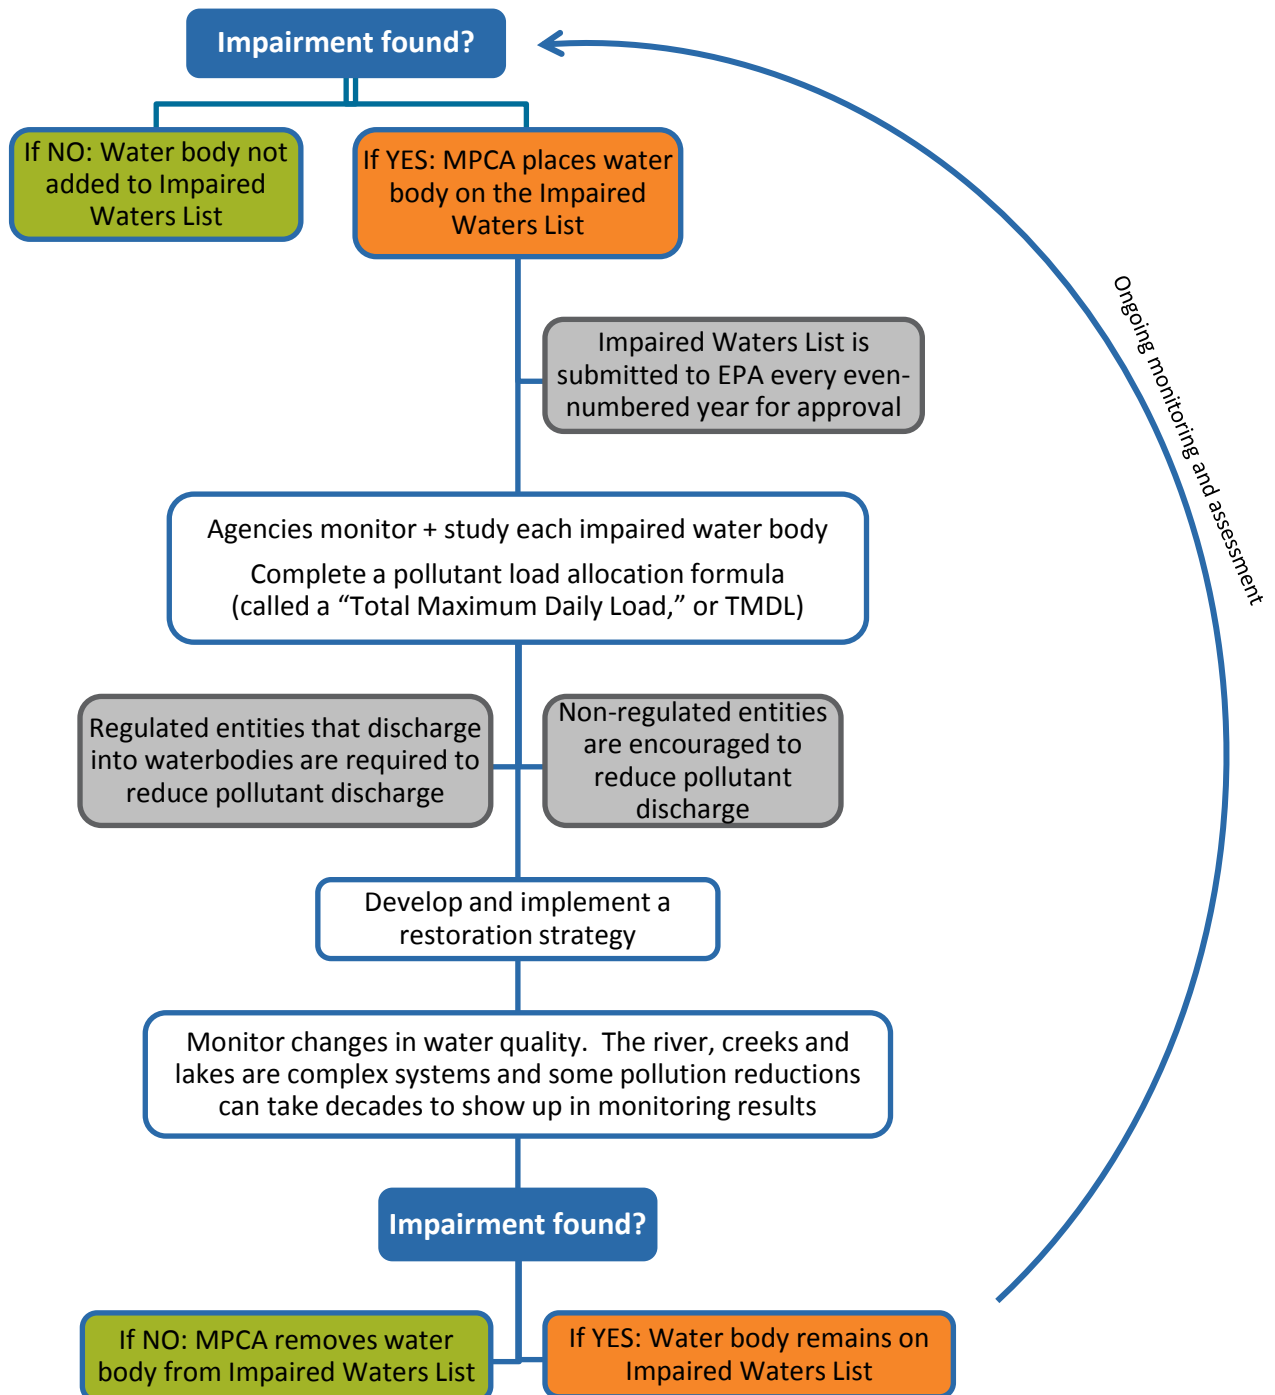 Impairment found?
If NO: Water body not
added to Impaired
Waters List
If YES: MPCA places water
body on the Impaired
Waters List
Impaired Waters List is
submitted to EPA every even-
numbered year for approval
Ongoing monitoring and assessment
Agencies monitor + study each impaired water body
Complete a pollutant load allocation formula
(called a “Total Maximum Daily Load,” or TMDL)
Regulated entities that discharge
into waterbodies are required to
reduce pollutant discharge
Non-regulated entities
are encouraged to
reduce pollutant
discharge
Develop and implement a
restoration strategy
Monitor changes in water quality.  The river, creeks and
lakes are complex systems and some pollution reductions
can take decades to show up in monitoring results
Impairment found?
If NO: MPCA removes water
body from Impaired Waters List
If YES: Water body remains on
Impaired Waters List